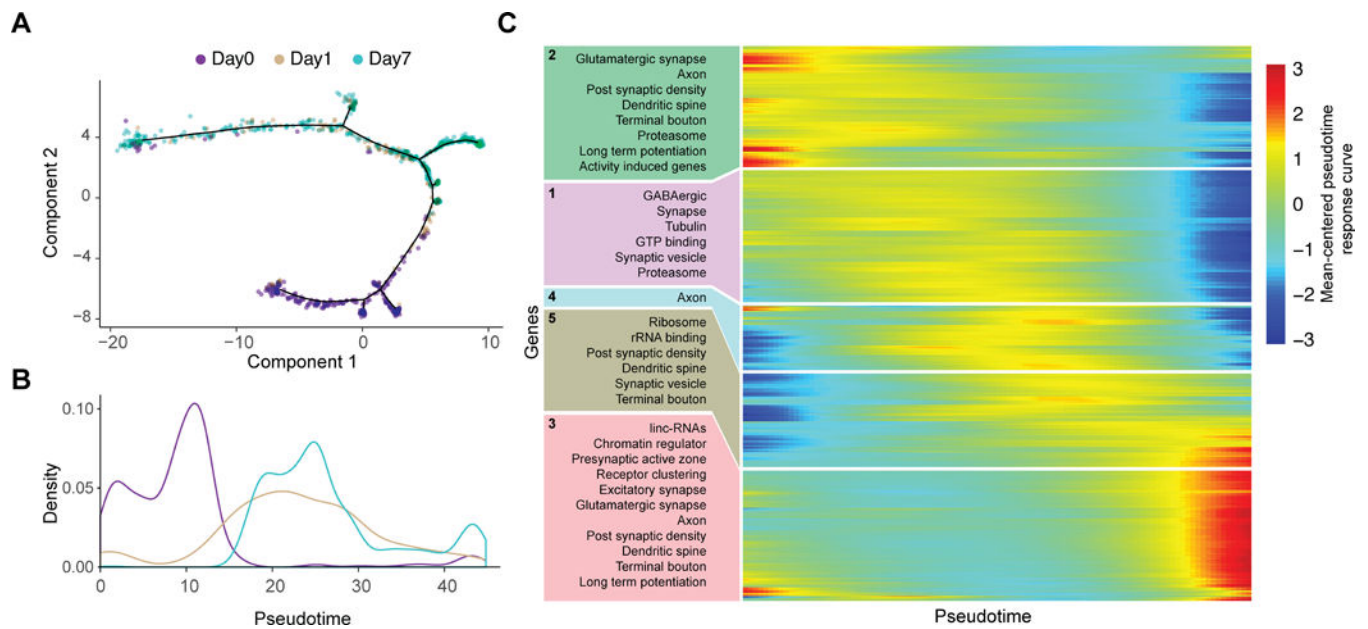 A
Day0 Day1 Day7
4
0
−4
−8
Component 2
−20 −10 0 10
Component 1
B
0.10
0.05
0.00
Density
0 10 20 30 40
Pseudotime
C
Genes
2
Glutamatergic synapse
Axon
Post synaptic density
Dendritic spine
Terminal bouton
Proteasome
Long term potentiation
Activity induced genes
1
GABAergic
Synapse
Tubulin
GTP binding
Synaptic vesicle
Proteasome
4
Axon
5
Ribosome
rRNA binding
Post synaptic density
Dendritic spine
Synaptic vesicle
Terminal bouton
3
linc-RNAs
Chromatin regulator
Presynaptic active zone
Receptor clustering
Excitatory synapse
Glutamatergic synapse
Axon
Post synaptic density
Dendritic spine
Terminal bouton
Long term potentiation
Pseudotime
3
2
1
0
−1
−2
−3
Mean-centered pseudotime
response curve